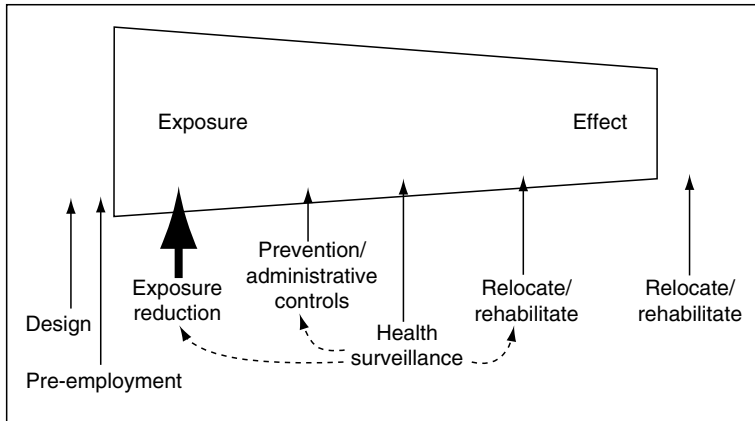 Exposure
Effect
Prevention/
administrative
controls
Exposure
reduction
Relocate/
rehabilitate
Relocate/
rehabilitate
Design
Health
surveillance
Pre-employment